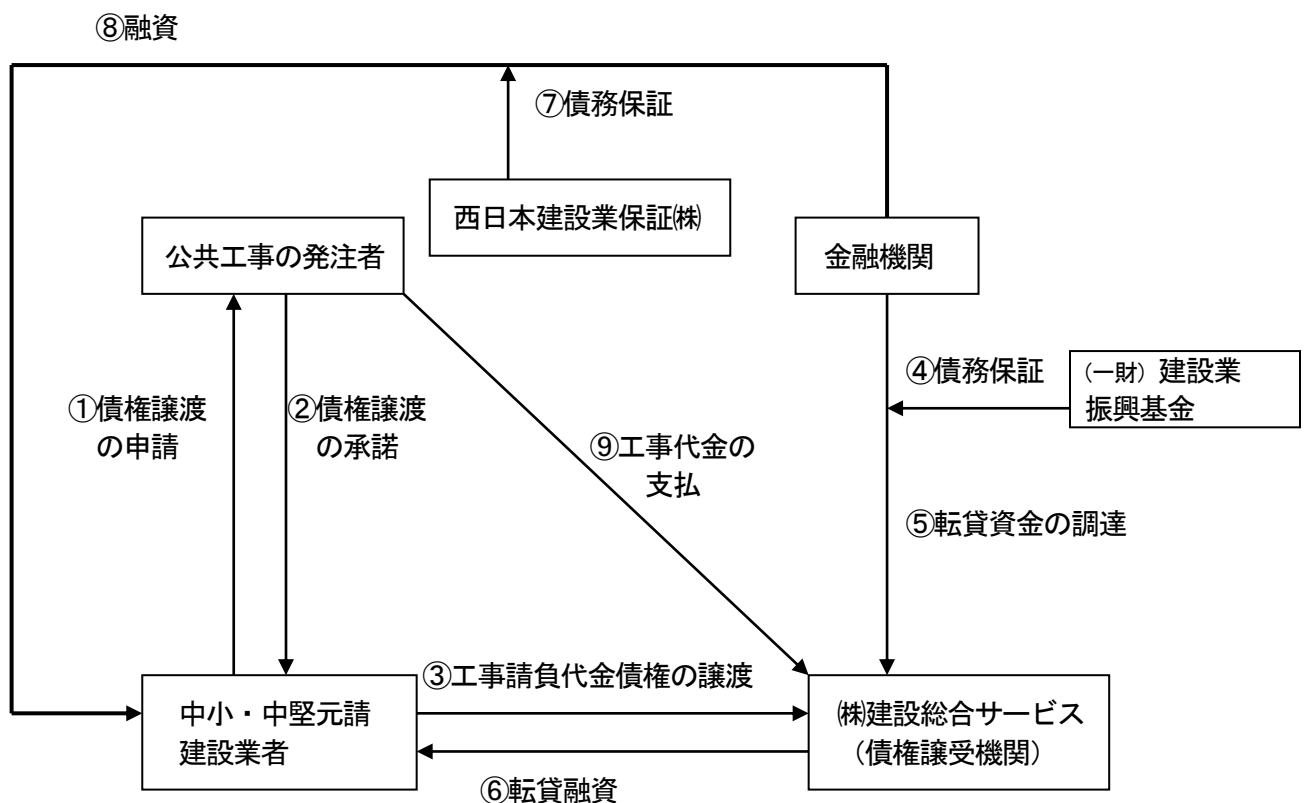 ⑧融資
⑦債務保証
西日本建設業保証㈱
公共工事の発注者
金融機関
④債務保証
(一財) 建設業
振興基金
①債権譲渡
の申請
②債権譲渡
の承諾
⑨工事代金の
支払
⑤転貸資金の調達
③工事請負代金債権の譲渡
中小・中堅元請
建設業者
㈱建設総合サービス
(債権譲受機関)
⑥転貸融資